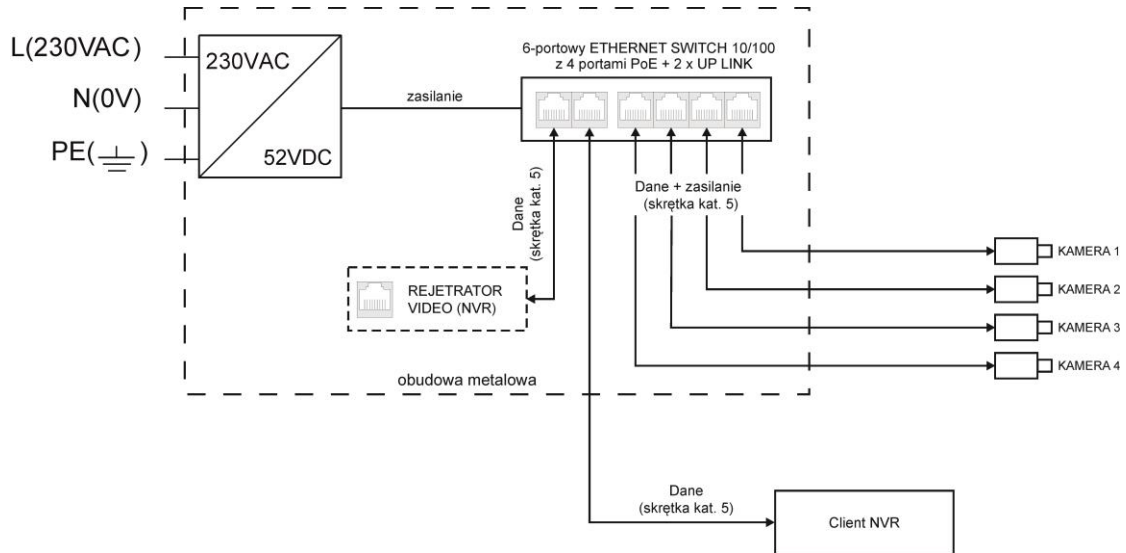 L(230VAC)
N(0V)
PE( )
230VAC
52VDC
zasilanie
6-portowy ETHERNET SWITCH 10/100
z 4 portami PoE + 2 x UP LINK
Dane
(skrętka kat. 5)
Dane + zasilanie
(skrętka kat. 5)
REJETRATOR
VIDEO (NVR)
obudowa metalowa
KAMERA 1
KAMERA 2
KAMERA 3
KAMERA 4
Dane
(skrętka kat. 5)
Client NVR